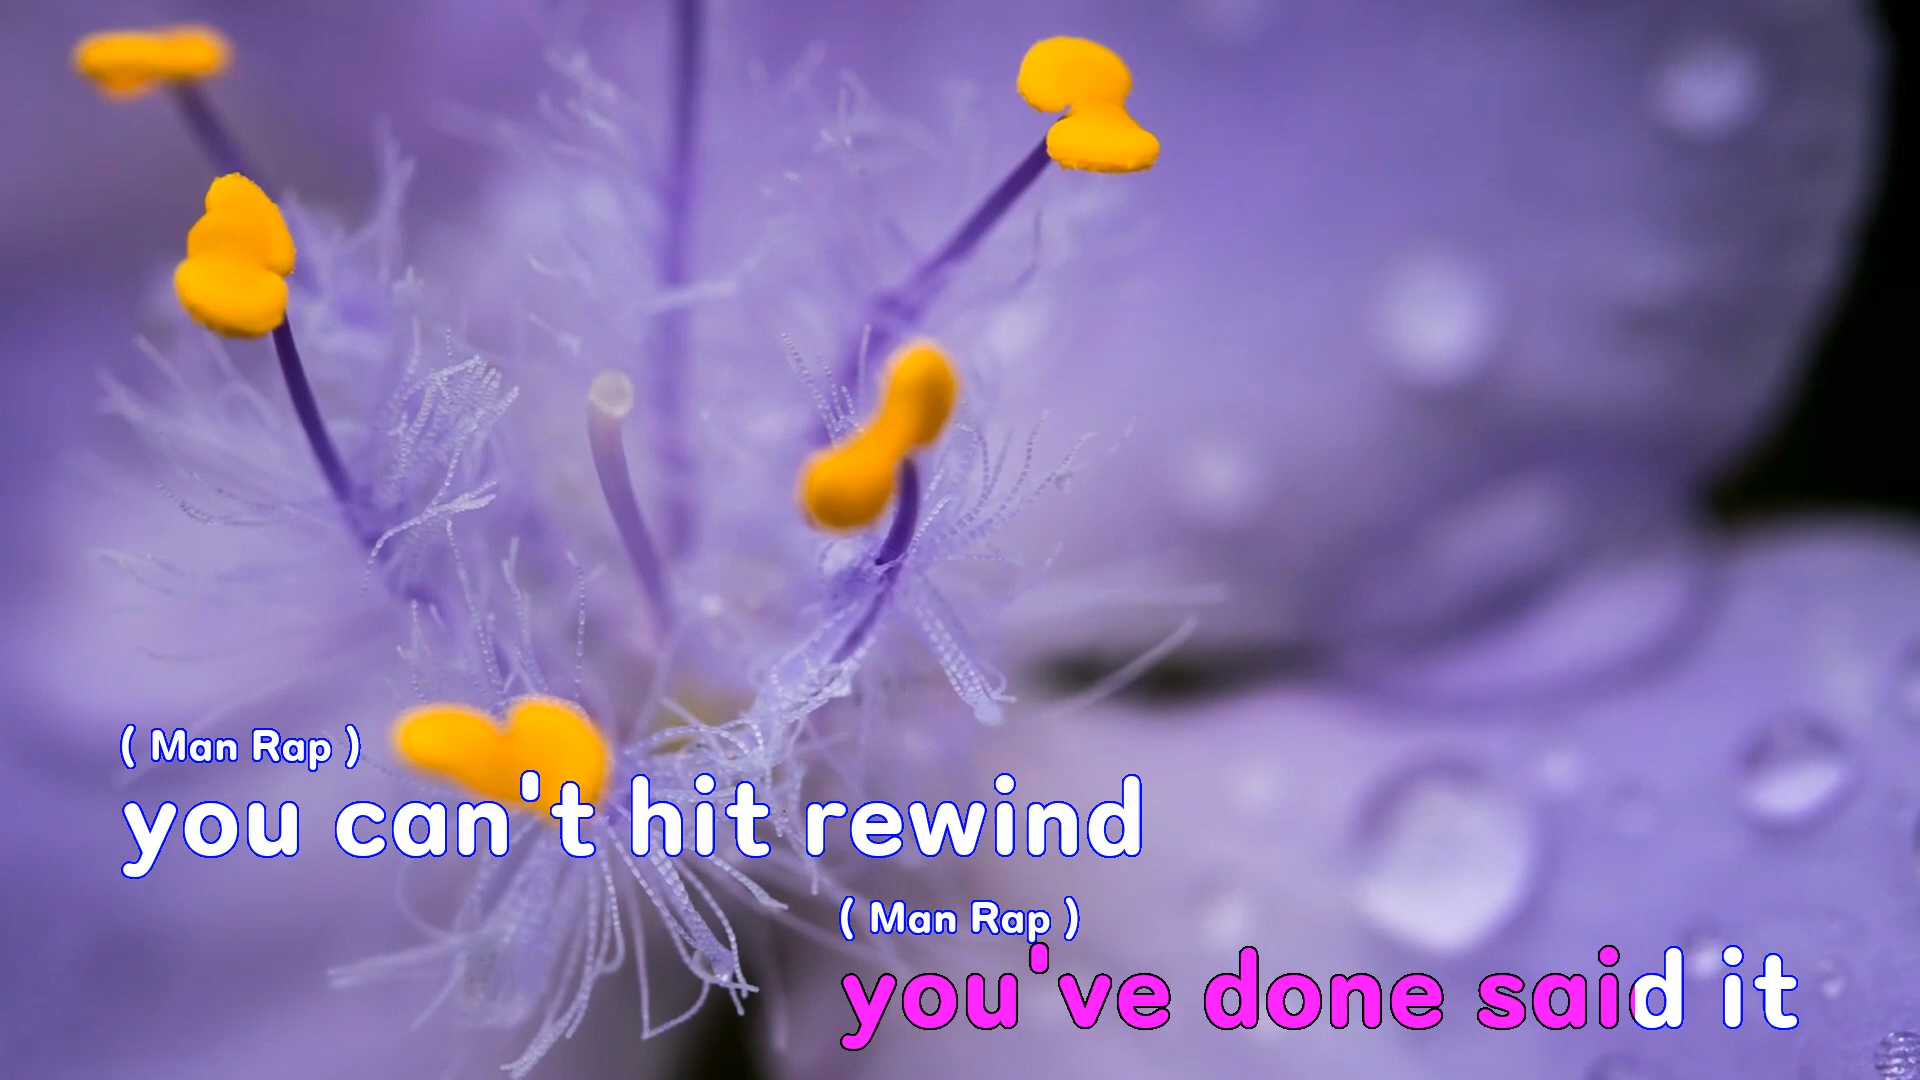 ( Man Rap )
you can't hit rewind
( Man Rap )
you've done said it